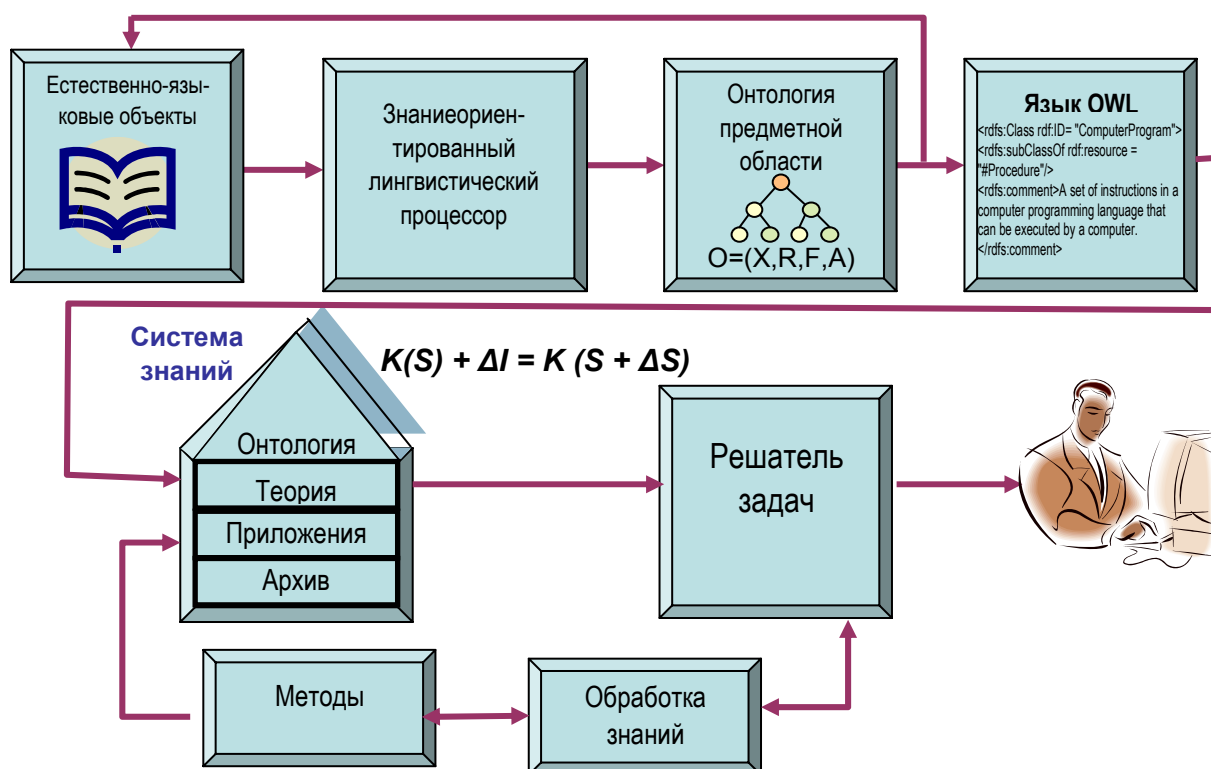 Естественно-язы-
ковые объекты
Знаниеориен-
тированный
лингвистический
процессор
Онтология
предметной
области
O=(X,R,F,A)
Язык OWL
<rdfs:Class rdf:ID= "ComputerProgram">
<rdfs:subClassOf rdf:resource =
"#Procedure"/>
<rdfs:comment>A set of instructions in a
computer programming language that
can be executed by a computer.
</rdfs:comment>
Система
знаний
K(S) + ΔI = K (S + ΔS)
Онтология
Теория
Приложения
Архив
Решатель
задач
Методы
Обработка
знаний